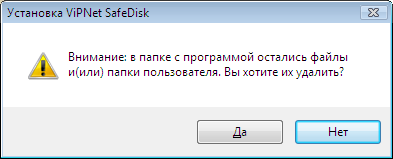 Установка ViPNet SafeDisk
Внимание: в папке с программой остались файлы
и(или) папки пользователя. Вы хотите их удалить?
Да
Нет